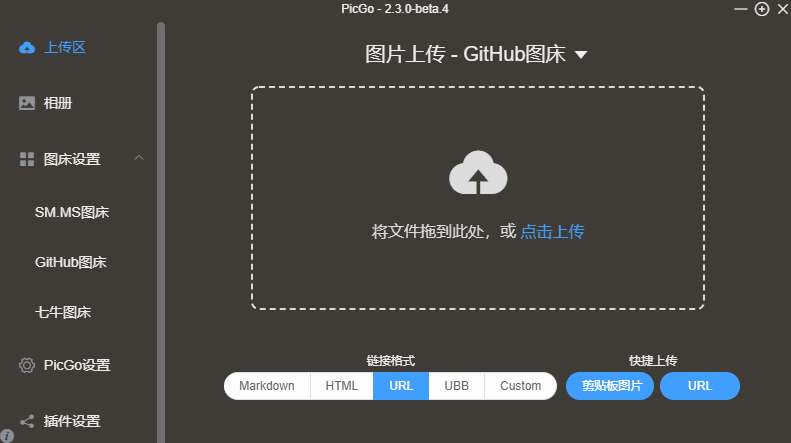 PicGo - 2.3.0-beta.4
上传区
相册
图床设置
SM.MS图床
GitHub图床
七牛图床
PicGo设置
插件设置
图片上传 - GitHub图床
将文件拖到此处，或 点击上传
链接格式
Markdown HTML URL UBB Custom
快捷上传
剪贴板图片 URL